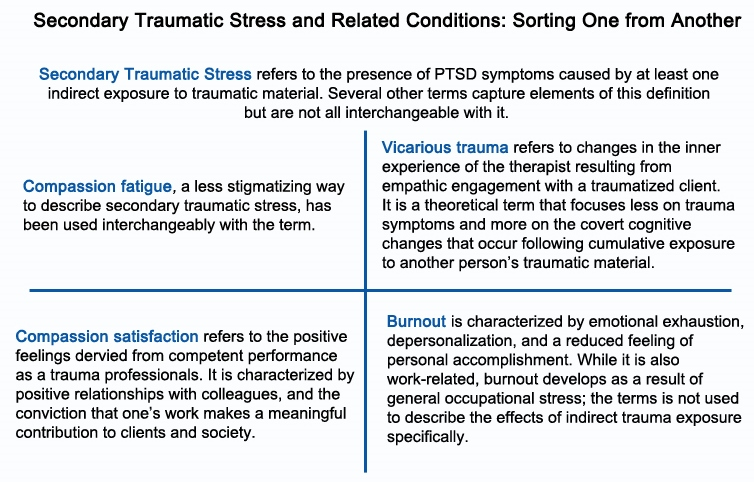 Secondary Traumatic Stress and Related Conditions: Sorting One from Another
Secondary Traumatic Stress refers to the presence of PTSD symptoms caused by at least one
indirect exposure to traumatic material. Several other terms capture elements of this definition
but are not all interchangeable with it.
Compassion fatigue, a less stigmatizing way
to describe secondary traumatic stress, has
been used interchangeably with the term.
Vicarious trauma refers to changes in the inner
experience of the therapist resulting from
empathic engagement with a traumatized client.
It is a theoretical term that focuses less on trauma
symptoms and more on the covert cognitive
changes that occur following cumulative exposure
to another person's traumatic material.
Compassion satisfaction refers to the positive
feelings dervied from competent performance
as a trauma professionals. It is characterized by
positive relationships with colleagues, and the
conviction that one's work makes a meaningful
contribution to clients and society.
Burnout is characterized by emotional exhaustion,
depersonalization, and a reduced feeling of
personal accomplishment. While it is also
work-related, burnout develops as a result of
general occupational stress; the terms is not used
to describe the effects of indirect trauma exposure
specifically.